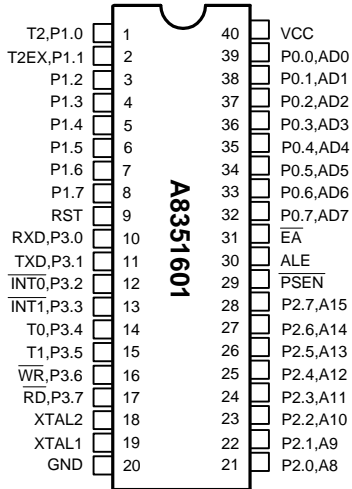 T2,P1.0 1 40 VCC
T2EX,P1.1 2 39 P0.0,AD0
P1.2 3 38 P0.1,AD1
P1.3 4 37 P0.2,AD2
P1.4 5 36 P0.3,AD3
P1.5 6 35 P0.4,AD4
P1.6 7 34 P0.5,AD5
P1.7 8 33 P0.6,AD6
RST 9 32 P0.7,AD7
RXD,P3.0 10 31 EA
TXD,P3.1 11 30 ALE
INT0,P3.2 12 29 PSEN
INT1,P3.3 13 28 P2.7,A15
T0,P3.4 14 27 P2.6,A14
T1,P3.5 15 26 P2.5,A13
WR,P3.6 16 25 P2.4,A12
RD,P3.7 17 24 P2.3,A11
XTAL2 18 23 P2.2,A10
XTAL1 19 22 P2.1,A9
GND 20 21 P2.0,A8
A8351601